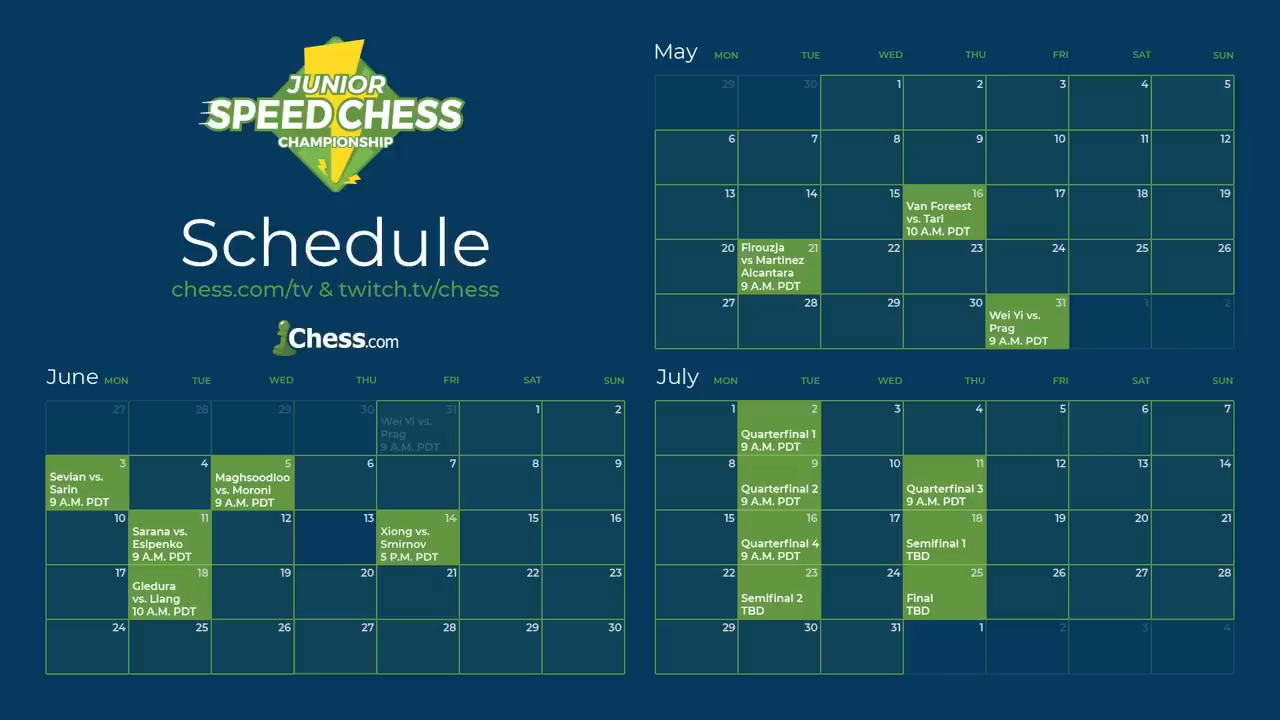 JUNIOR
SPEED CHESS
CHAMPIONSHIP
Schedule
chess.com/tv & twitch.tv/chess
Chess.com
May MON TUE WED THU FRI SAT SUN
29 30 1 2 3 4 5
6 7 8 9 10 11 12
13 14 15 16 17 18 19
Van Foreest
vs. Tari
10 A.M. PDT
20 21 22 23 24 25 26
Firouzja
vs Martinez
Alcantara
9 A.M. PDT
27 28 29 30 31 1 2
Wei Yi vs.
Prag
9 A.M. PDT
June MON TUE WED THU FRI SAT SUN
27 28 29 30 31 1 2
Wei Yi vs.
Prag
9 A.M. PDT
3 4 5 6 7 8 9
Sevian vs.
Sarin
9 A.M. PDT
Maghsoodloo
vs. Moroni
9 A.M. PDT
10 11 12 13 14 15 16
Sarana vs.
Esipenko
9 A.M. PDT
Xiong vs.
Smirnov
5 P.M. PDT
17 18 19 20 21 22 23
Gledura
vs. Liang
10 A.M. PDT
24 25 26 27 28 29 30
July MON TUE WED THU FRI SAT SUN
1 2 3 4 5 6 7
Quarterfinal 1
9 A.M. PDT
8 9 10 11 12 13 14
Quarterfinal 2
9 A.M. PDT
Quarterfinal 3
9 A.M. PDT
15 16 17 18 19 20 21
Quarterfinal 4
9 A.M. PDT
Semifinal 1
TBD
22 23 24 25 26 27 28
Semifinal 2
TBD
Final
TBD
29 30 31 1 2 3 4